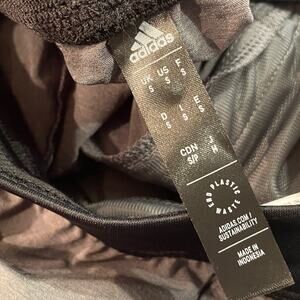 adidas
UK US F
S S S
D I ES
S S S
CDN J
S/P M
END PLASTIC WASTE
ADIDAS.COM/
SUSTAINABILITY
MADE IN
INDONESIA